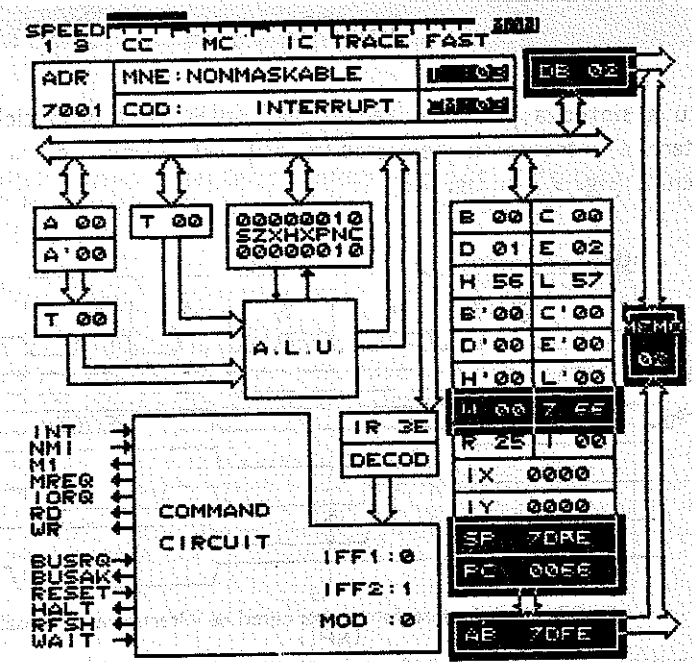 SPEED
1 3 CC MC IC TRACE FAST
ADR MNE:NONMASKABLE
7001 COD: INTERRUPT
DB 02
A 00
A'00
T 00
T 00
00000010
SZXHXPNC
00000010
A.L.U.
B 00 C 00
D 01 E 02
H 56 L 57
B'00 C'00
D'00 E'00
H'00 L'00
W 00 Z 66
R 25 I 00
IX 0000
IY 0000
SP 7DFE
PC 0066
AB 7DFE
MEMO
02
IR 3E
DECOD
INT
NMI
M1
MREQ
IORQ
RD
WR
BUSRQ
BUSAK
RESET
HALT
RFSH
WAIT
COMMAND
CIRCUIT
IFF1:0
IFF2:1
MOD :0